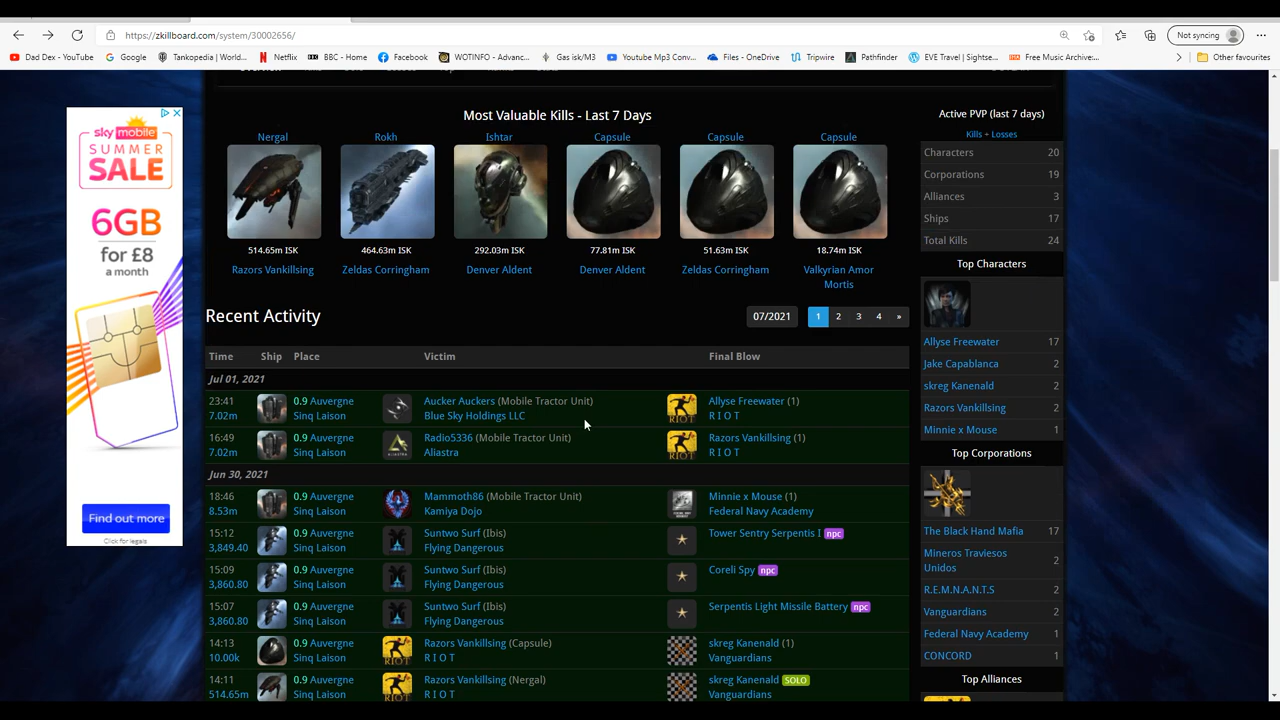 https://zkillboard.com/system/30002656/
Not syncing
Dad Dex - YouTube
Google
Tankopedia | World...
Netflix
BBC - Home
Facebook
WOTINFO - Advanc...
Gas isk/M3
Youtube Mp3 Conv...
Files - OneDrive
Tripwire
Pathfinder
EVE Travel | Sightse...
Free Music Archive:...
Other favourites
sky mobile
SUMMER
SALE
6GB
for £8
a month
Find out more
Click for legals
Most Valuable Kills - Last 7 Days
Nergal
Rokh
Ishtar
Capsule
Capsule
Capsule
514.65m ISK
464.63m ISK
292.03m ISK
77.81m ISK
51.63m ISK
18.74m ISK
Razors Vankillsing
Zeldas Corringham
Denver Aldent
Denver Aldent
Zeldas Corringham
Valkyrian Amor
Mortis
Recent Activity
07/2021
1 2 3 4 »
Time Ship Place Victim Final Blow
Jul 01, 2021
23:41 0.9 Auvergne Aucker Auckers (Mobile Tractor Unit) Allyse Freewater (1)
7.02m Sinq Laison Blue Sky Holdings LLC R I O T
16:49 0.9 Auvergne Radio5336 (Mobile Tractor Unit) Razors Vankillsing (1)
7.02m Sinq Laison Aliastra R I O T
Jun 30, 2021
18:46 0.9 Auvergne Mammoth86 (Mobile Tractor Unit) Minnie x Mouse (1)
8.53m Sinq Laison Kamiya Dojo Federal Navy Academy
15:12 0.9 Auvergne Suntwo Surf (Ibis) Tower Sentry Serpentis I npc
3,849.40 Sinq Laison Flying Dangerous
15:09 0.9 Auvergne Suntwo Surf (Ibis) Coreli Spy npc
3,860.80 Sinq Laison Flying Dangerous
15:07 0.9 Auvergne Suntwo Surf (Ibis) Serpentis Light Missile Battery npc
3,860.80 Sinq Laison Flying Dangerous
14:13 0.9 Auvergne Razors Vankillsing (Capsule) skreg Kanenald (1)
10.00k Sinq Laison R I O T Vanguardians
14:11 0.9 Auvergne Razors Vankillsing (Nergal) skreg Kanenald SOLO
514.65m Sinq Laison R I O T Vanguardians
Active PVP (last 7 days)
Kills + Losses
Characters 20
Corporations 19
Alliances 3
Ships 17
Total Kills 24
Top Characters
Allyse Freewater 17
Jake Capablanca 2
skreg Kanenald 2
Razors Vankillsing 2
Minnie x Mouse 1
Top Corporations
The Black Hand Mafia 17
Mineros Traviesos
Unidos 2
R.E.M.N.A.N.T.S 2
Vanguardians 2
Federal Navy Academy 1
CONCORD 1
Top Alliances